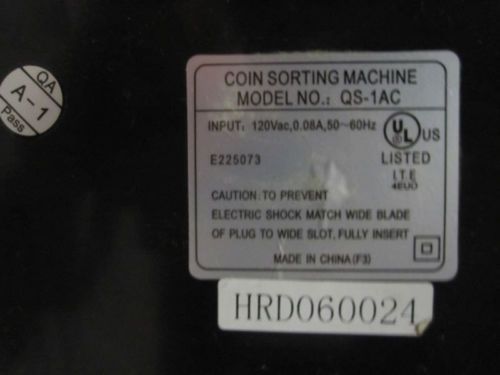 QA
A-1
Pass
COIN SORTING MACHINE
MODEL NO.: QS-1AC
INPUT: 120Vac,0.08A,50~60Hz
UL US
E225073
LISTED
I.T.E
4EU0
CAUTION: TO PREVENT
ELECTRIC SHOCK MATCH WIDE BLADE
OF PLUG TO WIDE SLOT, FULLY INSERT
MADE IN CHINA (F3)
HRD060024